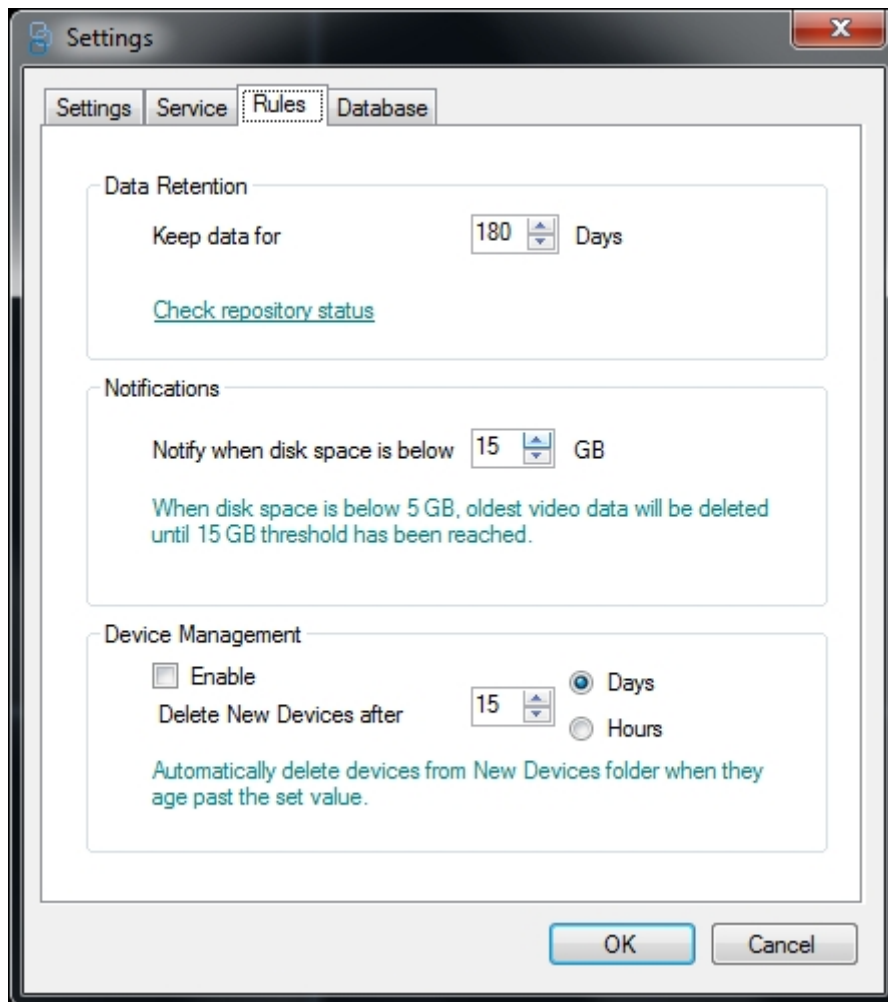 Settings
Settings Service Rules Database
Data Retention
Keep data for 180 Days
Check repository status
Notifications
Notify when disk space is below 15 GB
When disk space is below 5 GB, oldest video data will be deleted
until 15 GB threshold has been reached.
Device Management
Enable
Days
Delete New Devices after 15
Hours
Automatically delete devices from New Devices folder when they
age past the set value.
OK Cancel